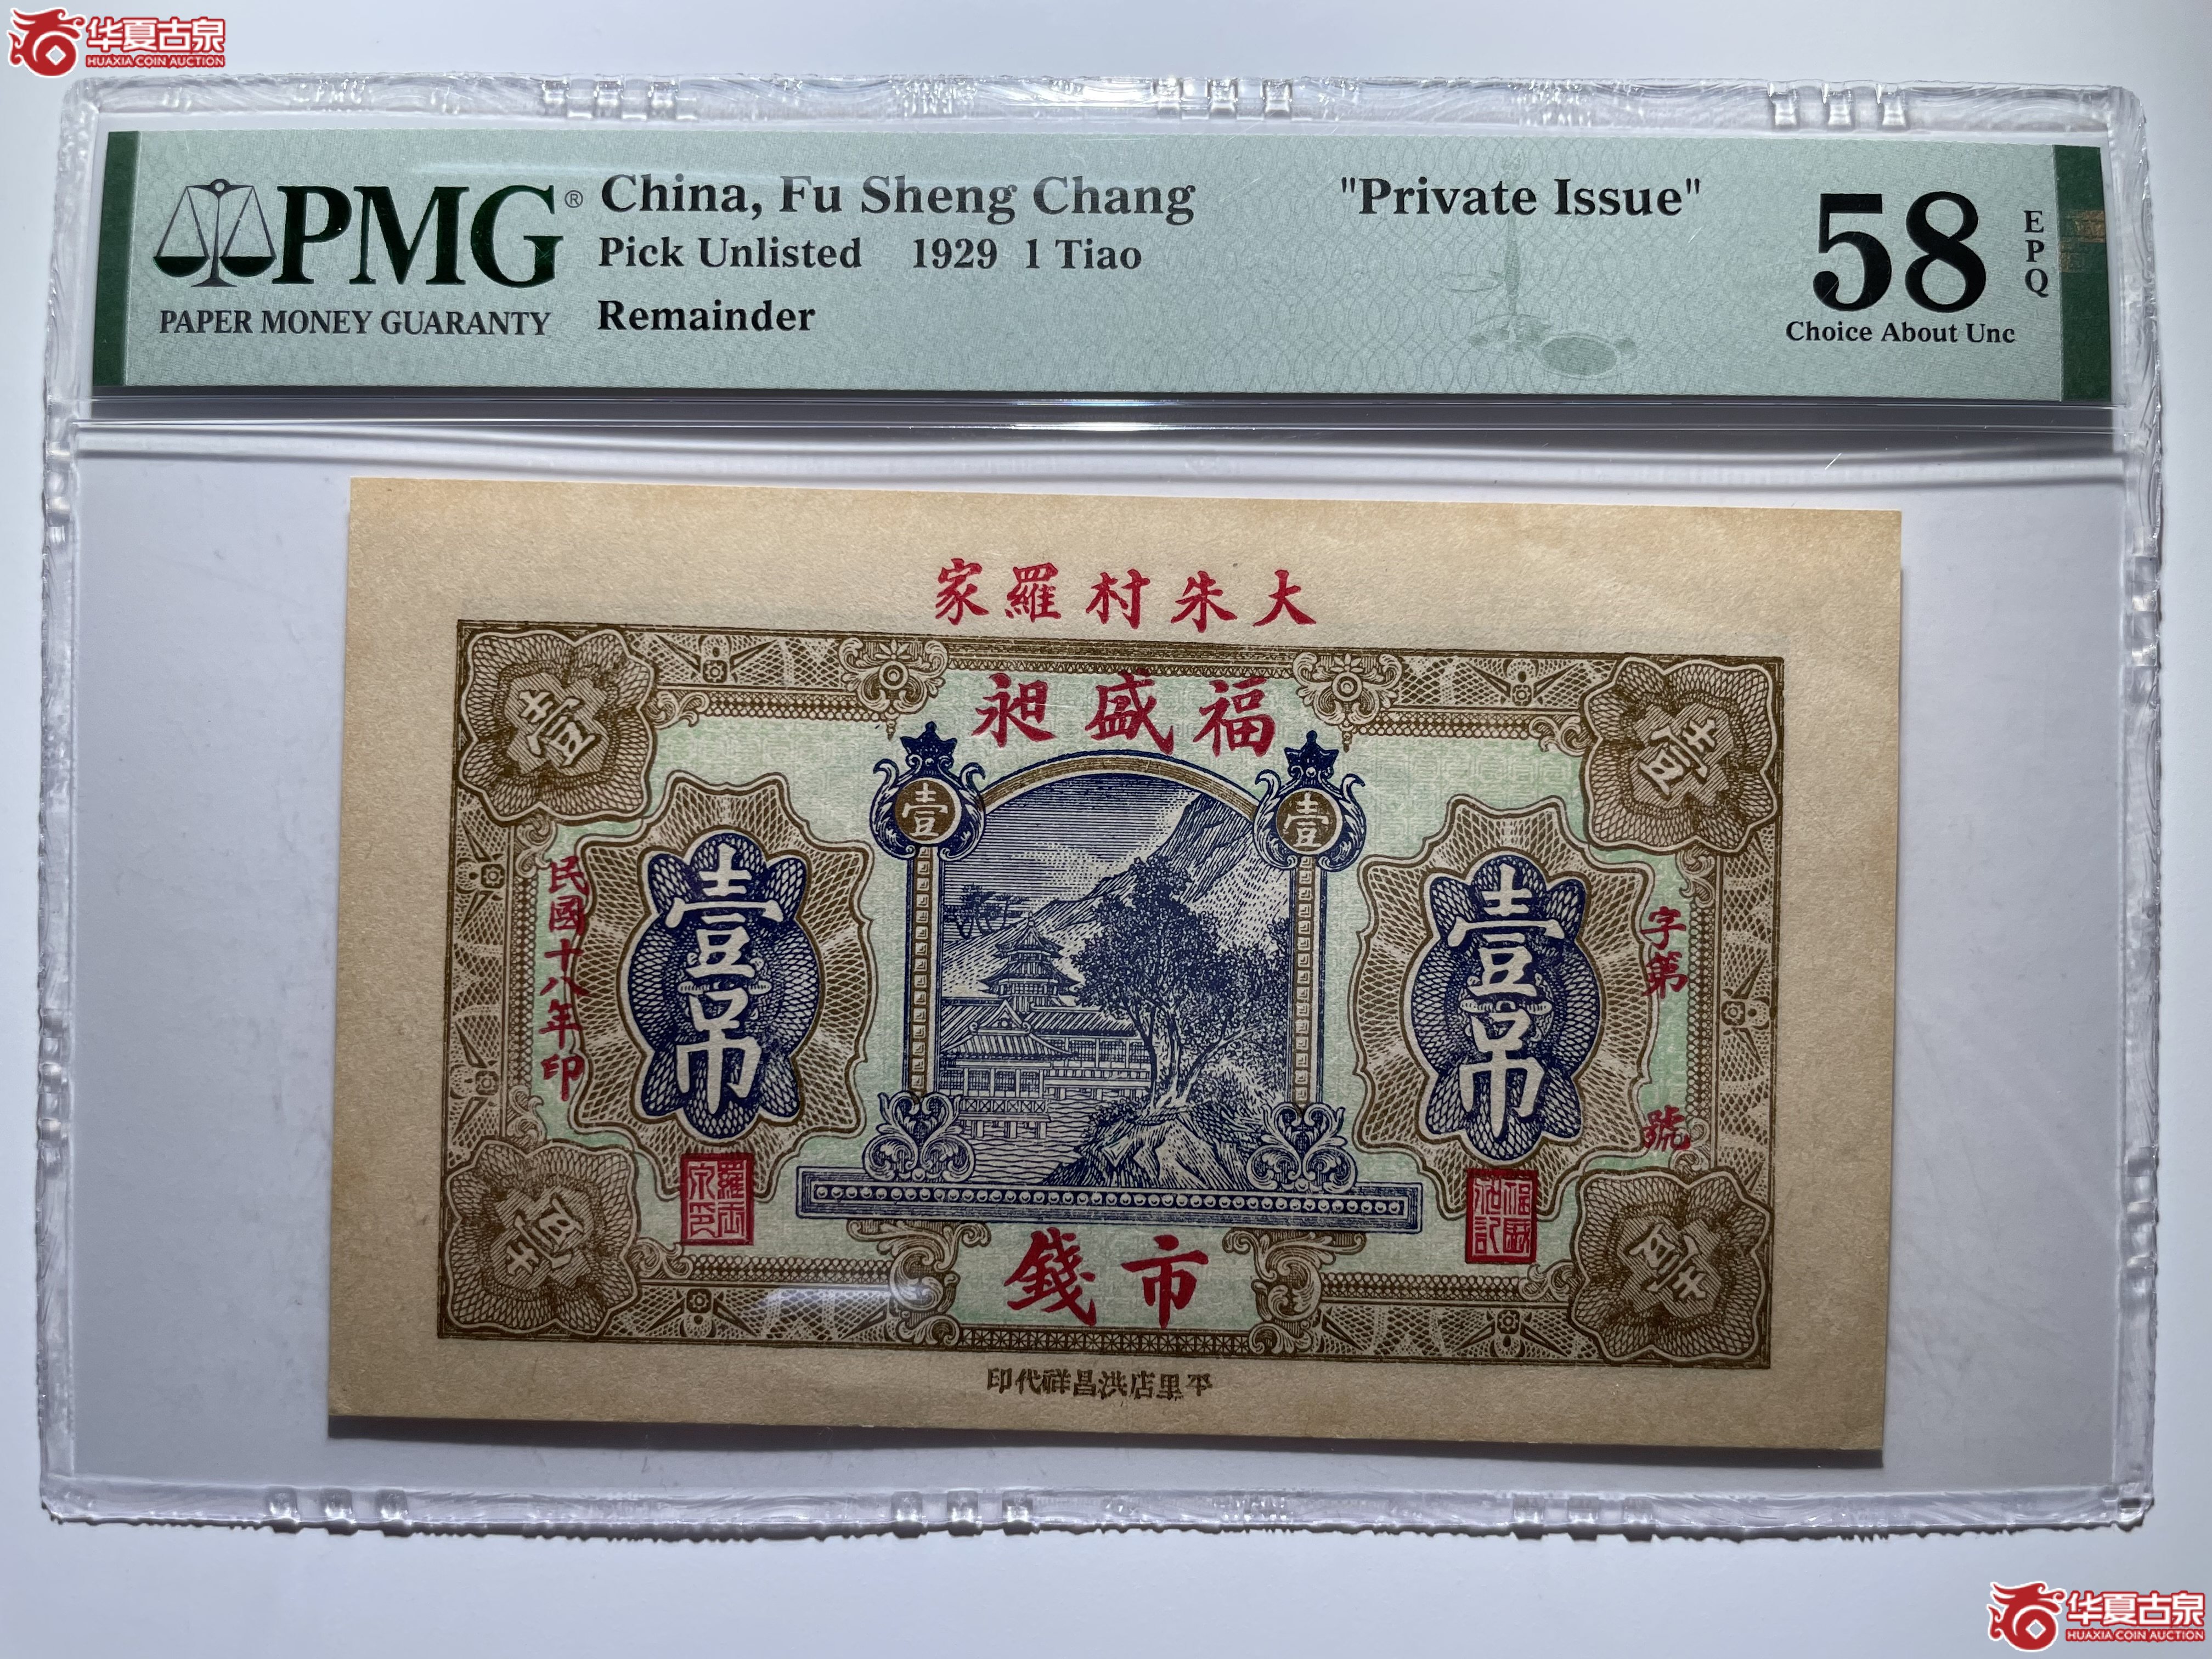 华夏古泉
HUAXIA COIN AUCTION
PMG®
PAPER MONEY GUARANTY
China, Fu Sheng Chang
"Private Issue"
Pick Unlisted 1929 1 Tiao
Remainder
58
EPQ
Choice About Unc
大朱村羅家
福盛昶
壹
壹
壹
壹
壹吊
壹吊
字第
號
民國十八年印
市錢
平里店洪昌祥代印
华夏古泉
HUAXIA COIN AUCTION